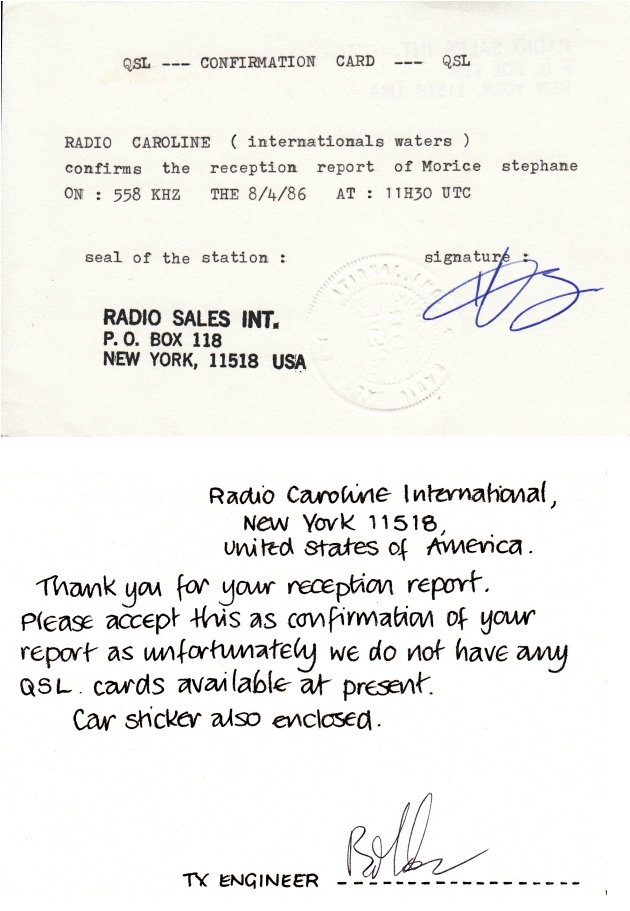 QSL --- CONFIRMATION CARD --- QSL
RADIO CAROLINE ( internationals waters )
confirms the reception report of Morice stephane
ON : 558 KHZ THE 8/4/86 AT : 11H30 UTC
seal of the station : signature :
RADIO SALES INT.
P.O. BOX 118
NEW YORK, 11518 USA
Radio Caroline International,
New York 11518,
United States of America.
Thank you for your reception report.
Please accept this as confirmation of your
report as unfortunately we do not have any
QSL. cards available at present.
Car sticker also enclosed.
TX ENGINEER